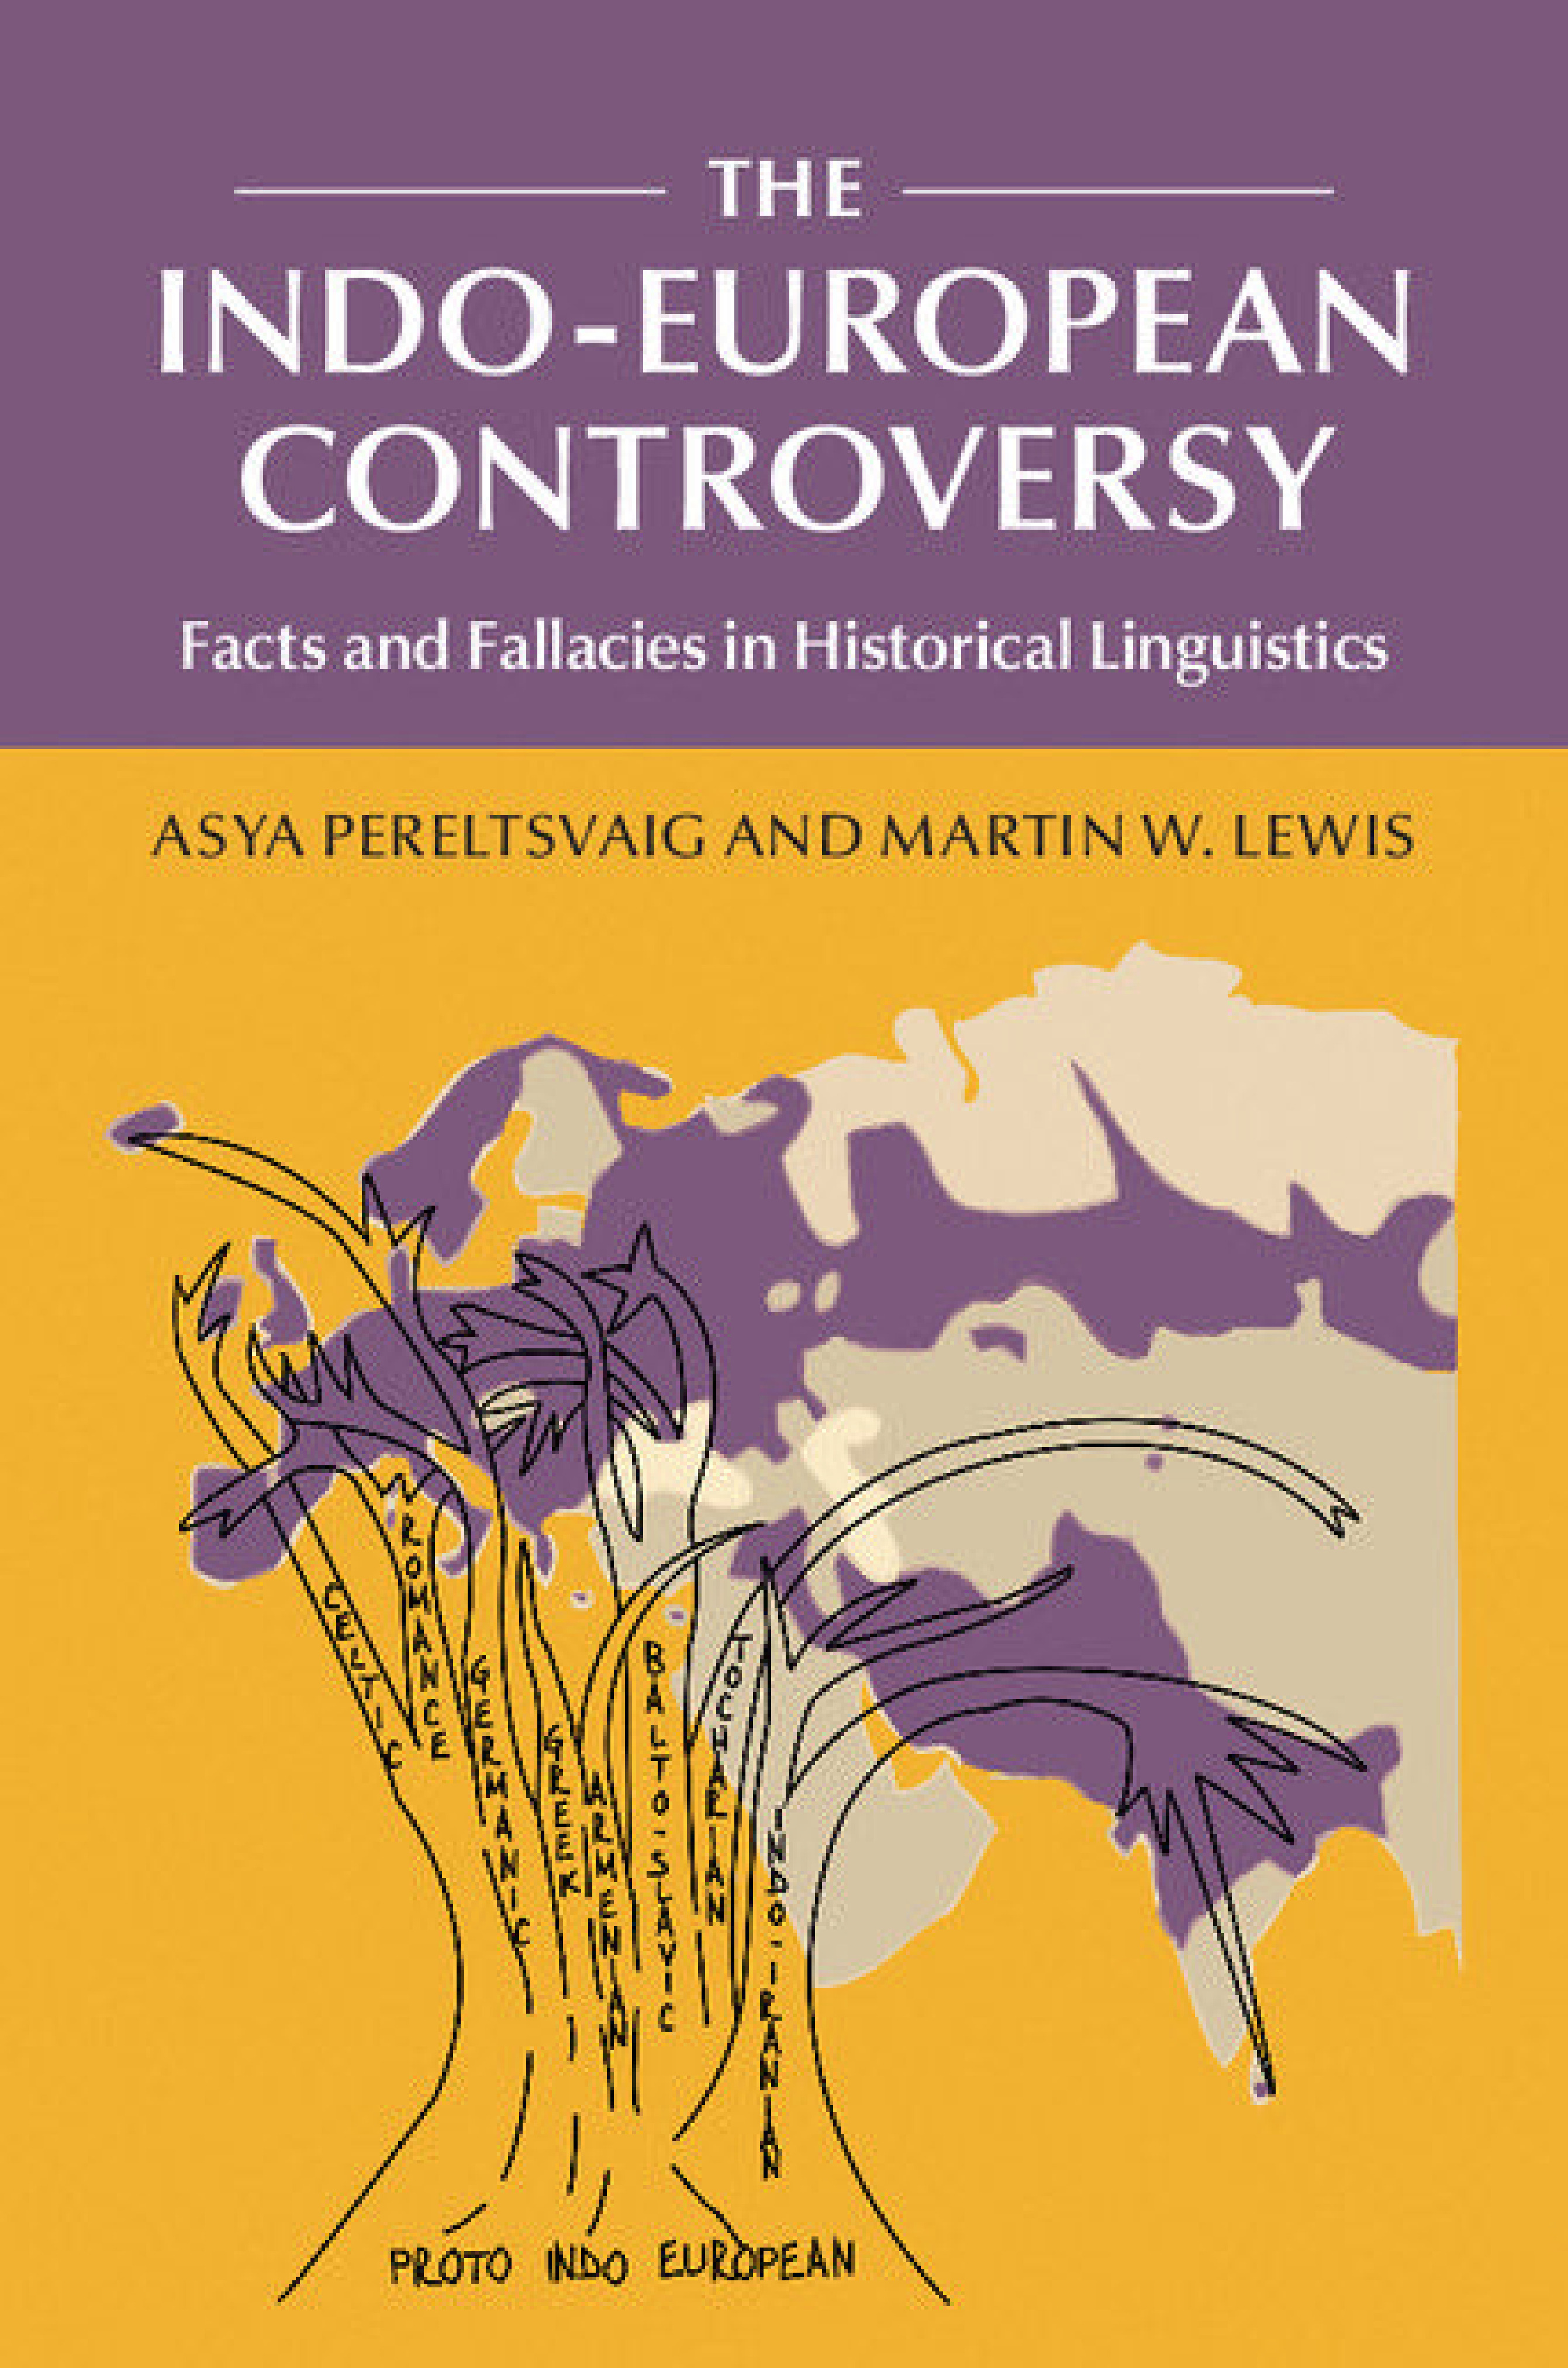 THE
INDO-EUROPEAN
CONTROVERSY
Facts and Fallacies in Historical Linguistics
ASYA PERELTSVAIG AND MARTIN W. LEWIS
CELTIC
ROMANCE
GERMANIC
GREEK
ARMENIAN
BALTO-SLAVIC
TOCHARIAN
INDO-IRANIAN
PROTO INDO EUROPEAN